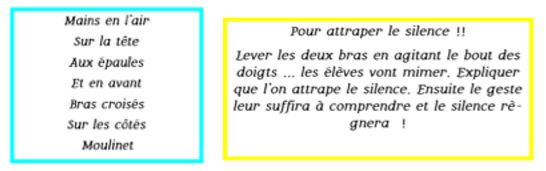 Mains en l'air
Sur la tête
Aux épaules
Et en avant
Bras croisés
Sur les côtés
Moulinet
Pour attraper le silence !!
Lever les deux bras en agitant le bout des
doigts ... les élèves vont mimer. Expliquer
que l'on attrape le silence. Ensuite le geste
leur suffira à comprendre et le silence rè-
gnera !